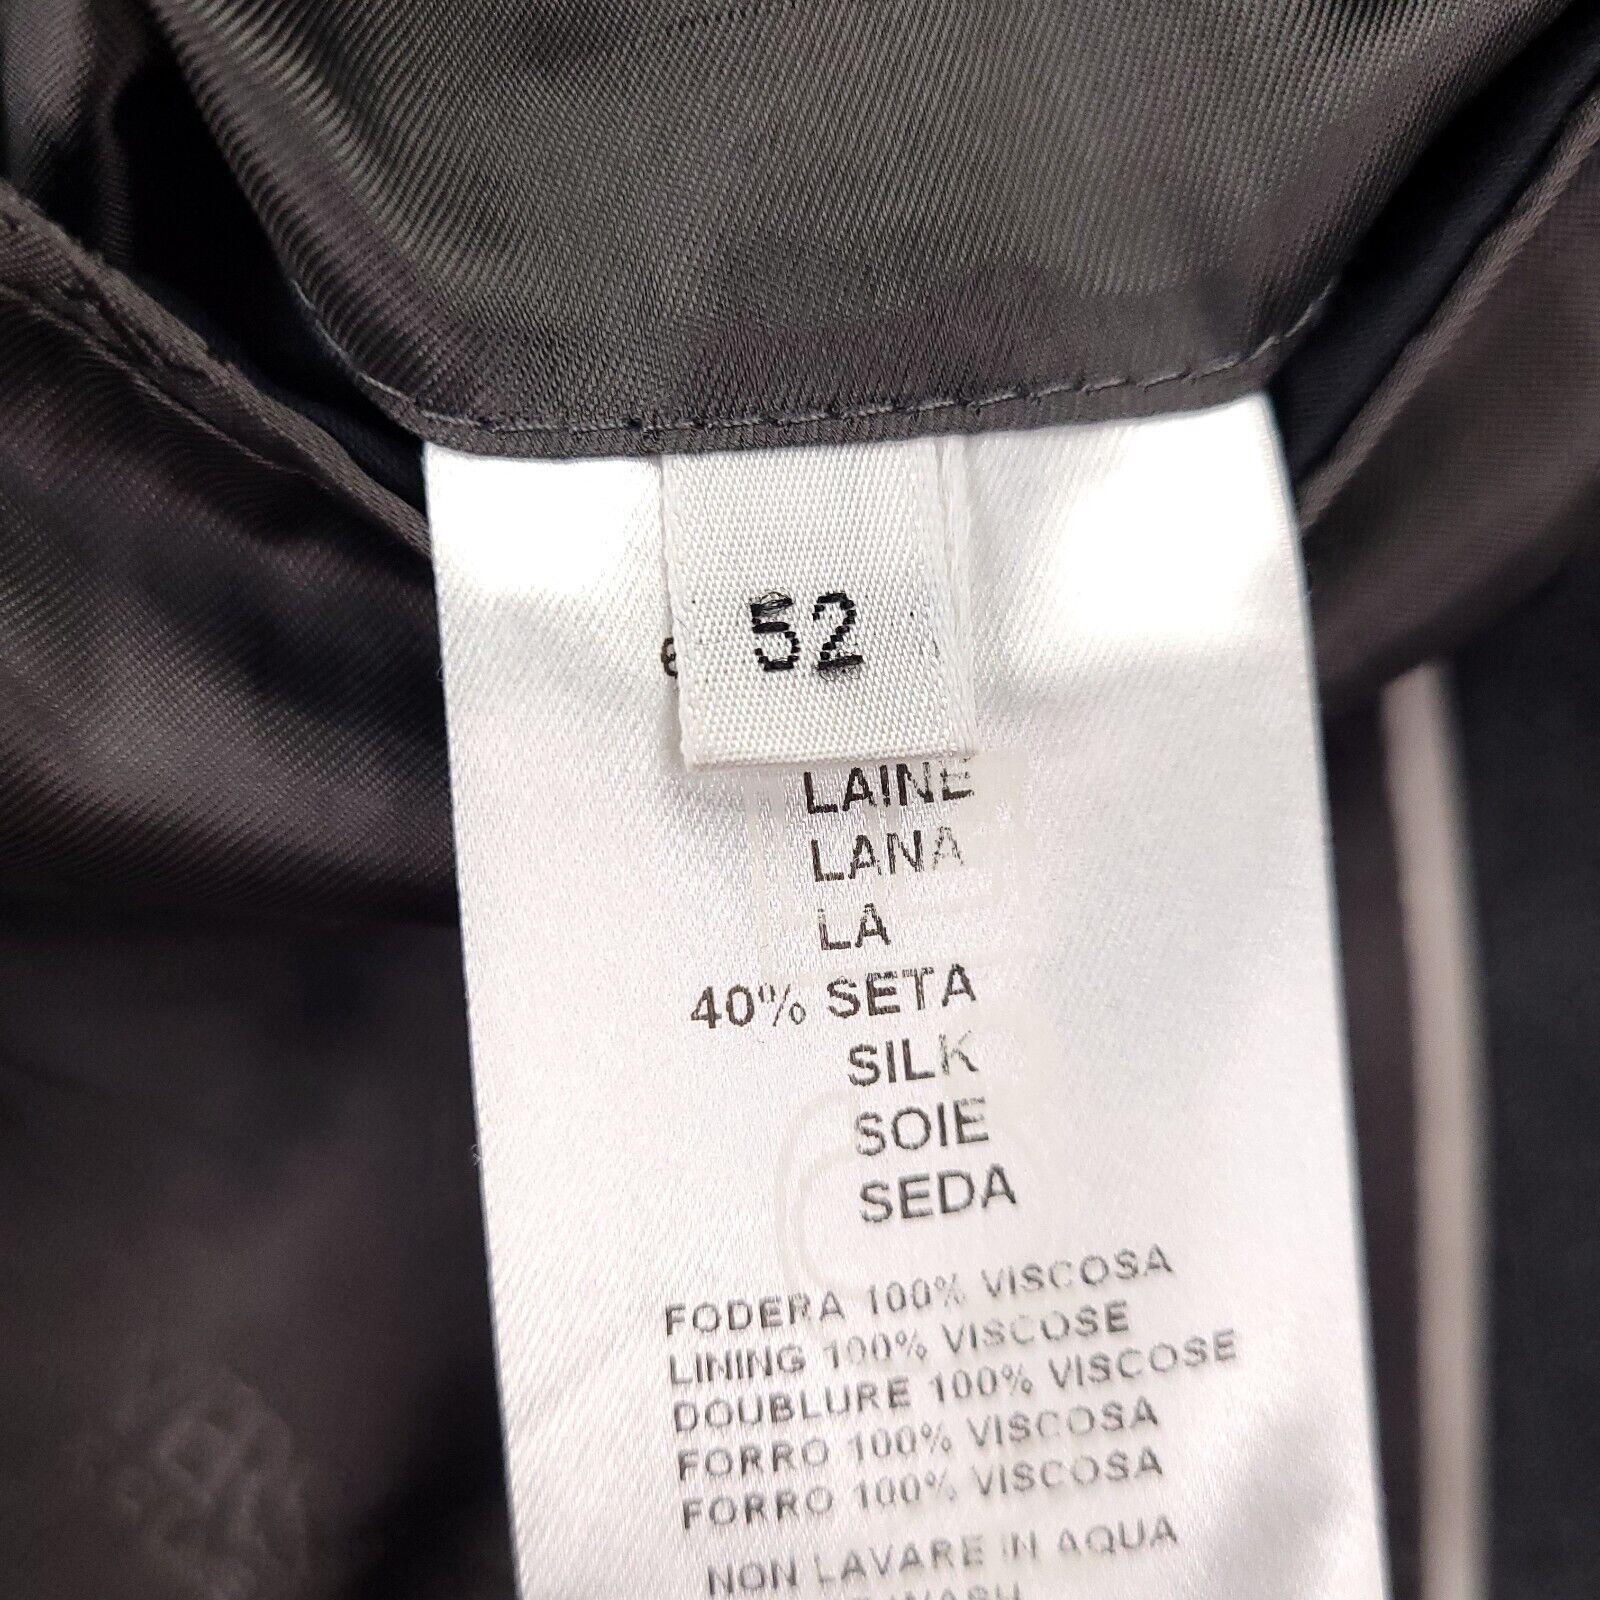 52
LAINE
LANA
LA
40% SETA
SILK
SOIE
SEDA
FODERA 100% VISCOSA
LINING 100% VISCOSE
DOUBLURE 100% VISCOSE
FORRO 100% VISCOSA
FORRO 100% VISCOSA
NON LAVARE IN AQUA